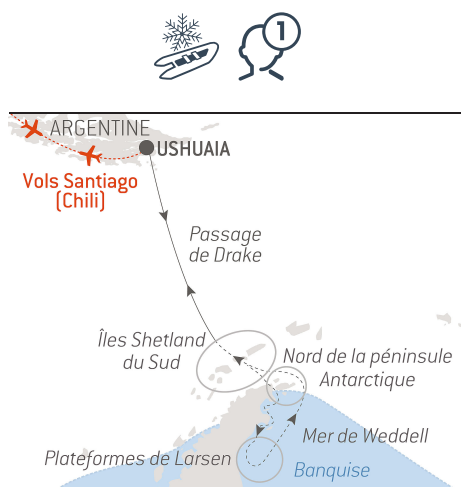 1
ARGENTINE
USHUAIA
Vols Santiago
(Chili)
Passage
de Drake
Îles Shetland
du Sud
Nord de la péninsule
Antarctique
Mer de Weddell
Plateformes de Larsen
Banquise